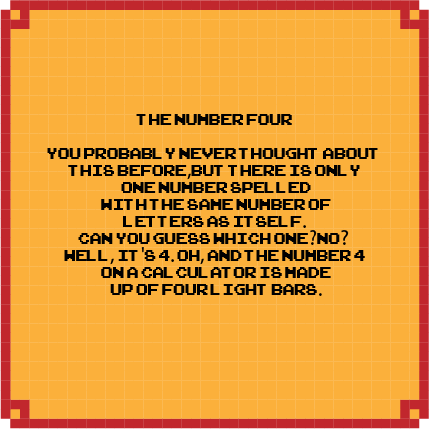 THE NUMBER FOUR
YOU PROBABLY NEVER THOUGHT ABOUT
THIS BEFORE,BUT THERE IS ONLY
ONE NUMBER SPELLED
WITH THE SAME NUMBER OF
LETTERS AS ITSELF.
CAN YOU GUESS WHICH ONE?NO?
WELL, IT'S 4.OH, AND THE NUMBER 4
ON A CALCULATOR IS MADE
UP OF FOUR LIGHT BARS.